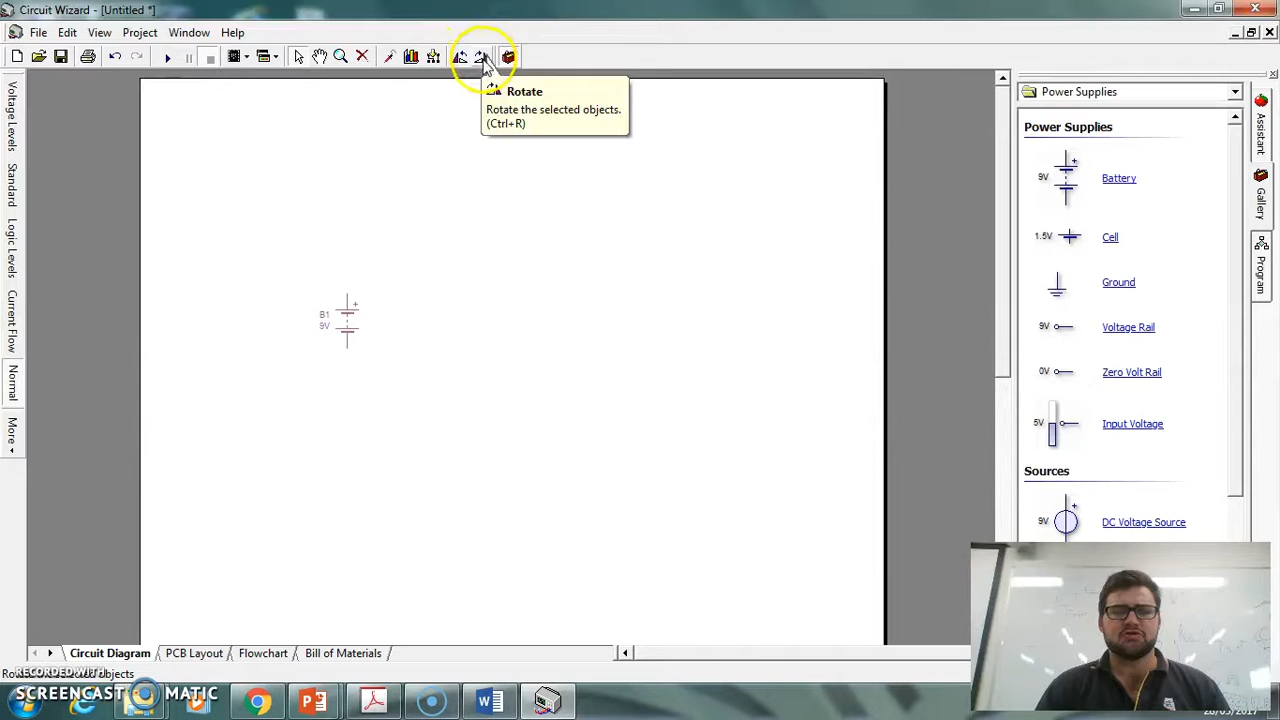 Circuit Wizard - [Untitled *]
File Edit View Project Window Help
Rotate
Rotate the selected objects.
(Ctrl+R)
Voltage Levels
Standard
Logic Levels
Current Flow
Normal
More
B1
9V
Power Supplies
Power Supplies
9V Battery
1.5V Cell
Ground
9V Voltage Rail
0V Zero Volt Rail
5V Input Voltage
Sources
9V DC Voltage Source
Assistant
Gallery
Program
Circuit Diagram PCB Layout Flowchart Bill of Materials
RECORDED WITH
SCREENCAST MATIC